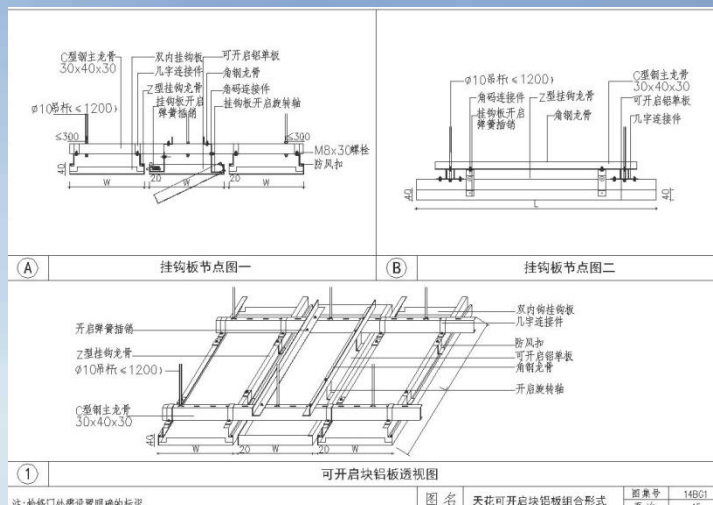 C型钢主龙骨
30x40x30
双内挂钩板
几字连接件
Z型挂钩龙骨
挂钩板开启
弹簧插销
可开启铝单板
角钢龙骨
角码连接件
挂钩板开启旋转轴
Ø10吊杆(≤1200)
≤300
≤300
M8x30螺栓
防风扣
40
W
20
W
20
W
A
挂钩板节点图一
Ø10吊杆(≤1200)
角码连接件
挂钩板开启
弹簧插销
Z型挂钩龙骨
角钢龙骨
C型钢主龙骨
30x40x30
可开启铝单板
几字连接件
40
40
L
B
挂钩板节点图二
开启弹簧插销
Z型挂钩龙骨
Ø10吊杆(≤1200)
C型钢主龙骨
30x40x30
双内钩挂钩板
几字连接件
防风扣
可开启铝单板
角钢龙骨
开启旋转轴
40
W
20
W
20
W
1
可开启块铝板透视图
图名
天花可开启块铝板组合形式
图集号
14BG1